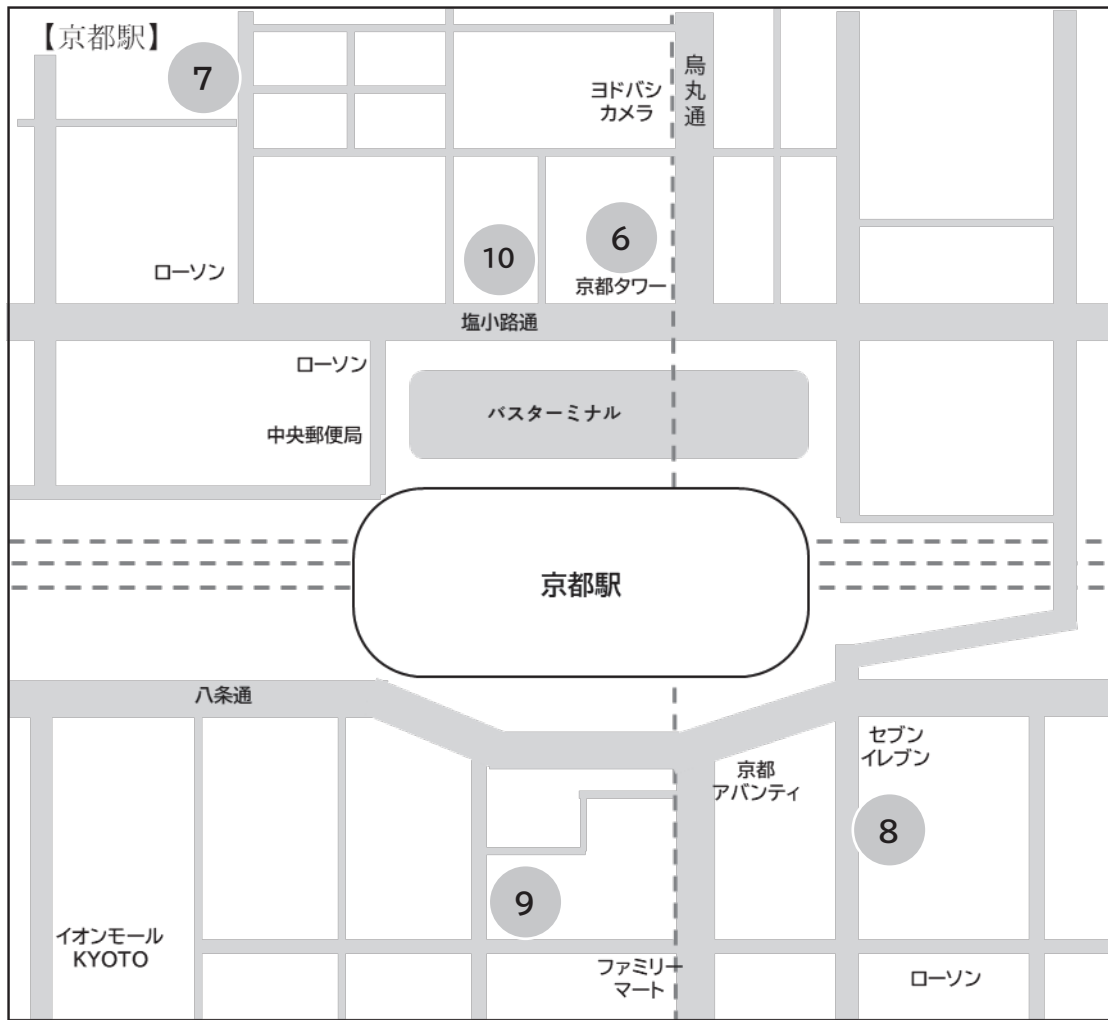 【京都駅】
7
ヨドバシ
カメラ
烏丸通
6
10
ローソン
京都タワー
塩小路通
ローソン
バスターミナル
中央郵便局
京都駅
八条通
セブン
イレブン
京都
アバンティ
8
9
イオンモール
KYOTO
ファミリー
マート
ローソン